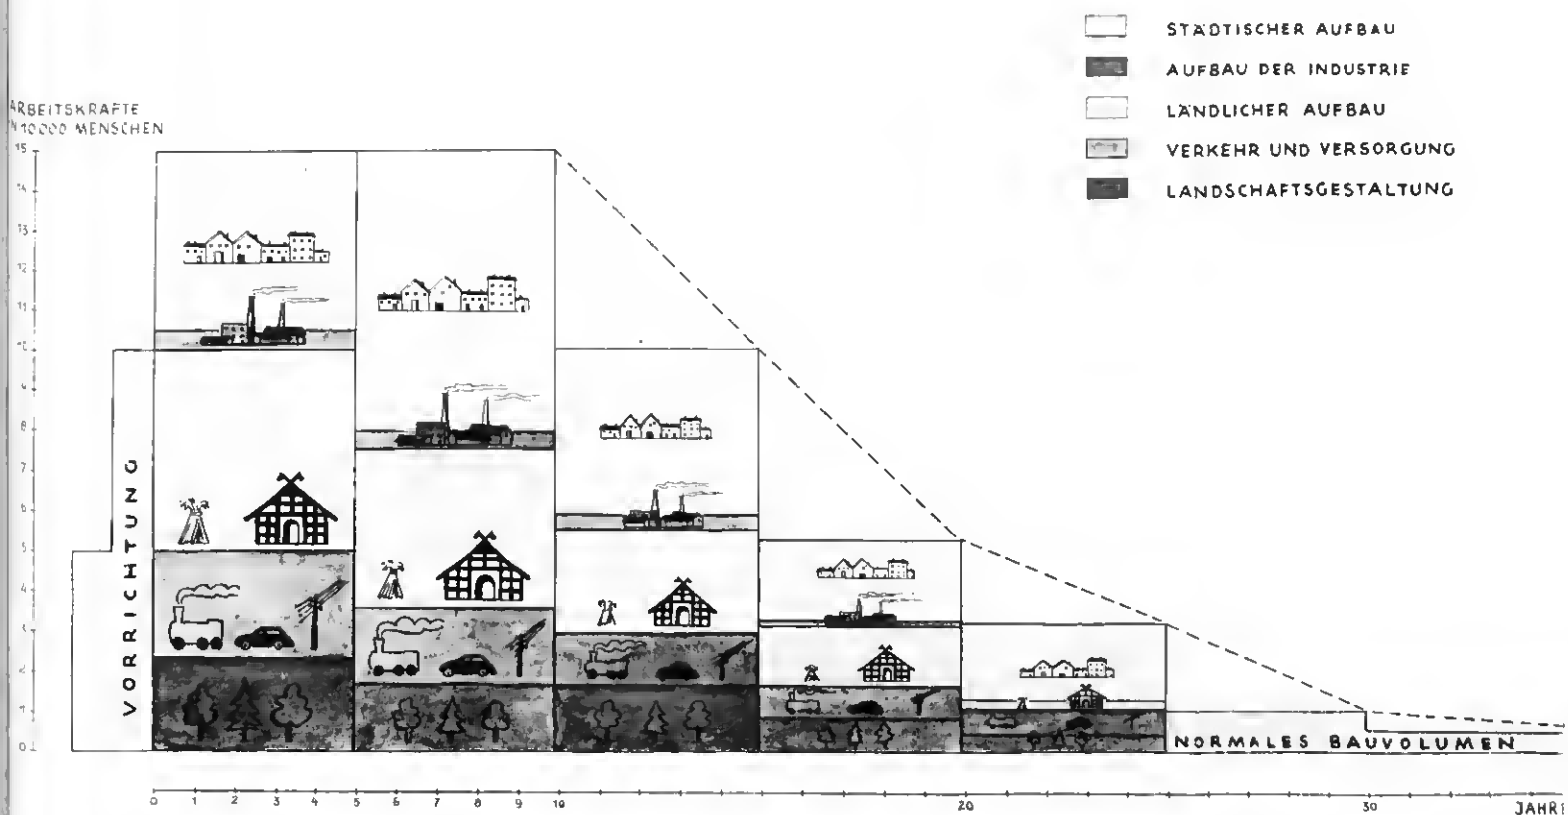 STÄDTISCHER AUFBAU
AUFBAU DER INDUSTRIE
LÄNDLICHER AUFBAU
VERKEHR UND VERSORGUNG
LANDSCHAFTSGESTALTUNG
ARBEITSKRÄFTE
10000 MENSCHEN
15
14
13
12
11
10
9
8
7
6
5
4
3
2
1
0
VORRICHTUNG
NORMALES BAUVOLUMEN
0 1 2 3 4 5 6 7 8 9 10 20 30
JAHRE